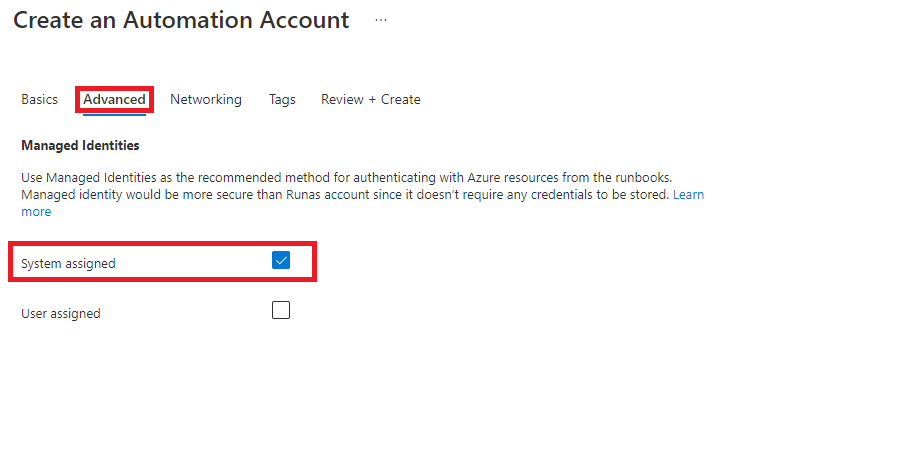 Create an Automation Account ...
Basics Advanced Networking Tags Review + Create
Managed Identities
Use Managed Identities as the recommended method for authenticating with Azure resources from the runbooks.
Managed identity would be more secure than Runas account since it doesn't require any credentials to be stored. Learn
more
System assigned
User assigned